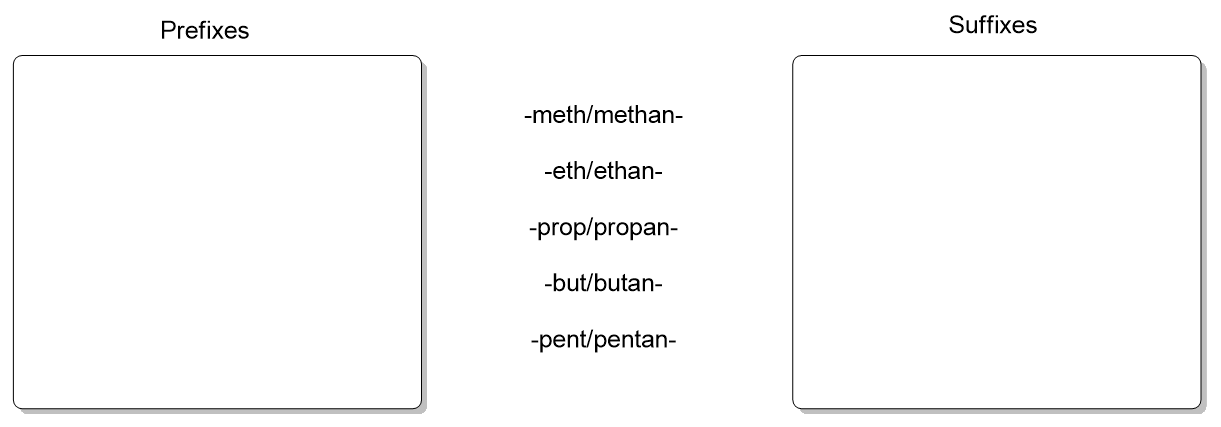 Prefixes
Suffixes
-meth/methan-
-eth/ethan-
-prop/propan-
-but/butan-
-pent/pentan-